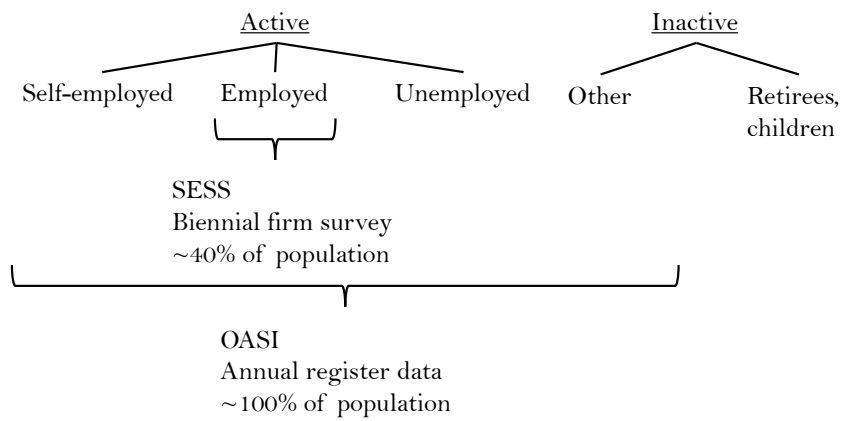 Active
Inactive
Self-employed
Employed
Unemployed
Other
Retirees,
children
SESS
Biennial firm survey
~40% of population
OASI
Annual register data
~100% of population